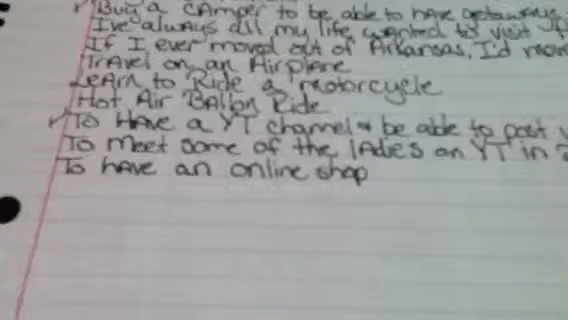 Buy a camper to be able to have getaways
I've always all my life wanted to visit
If I ever moved out of Arkansas, I'd mov
Travel on an Airplane
Learn to Ride a motorcycle
Hot Air Ballon Ride
To Have a YT channel & be able to post
To meet some of the ladies on YT in
To have an online shop